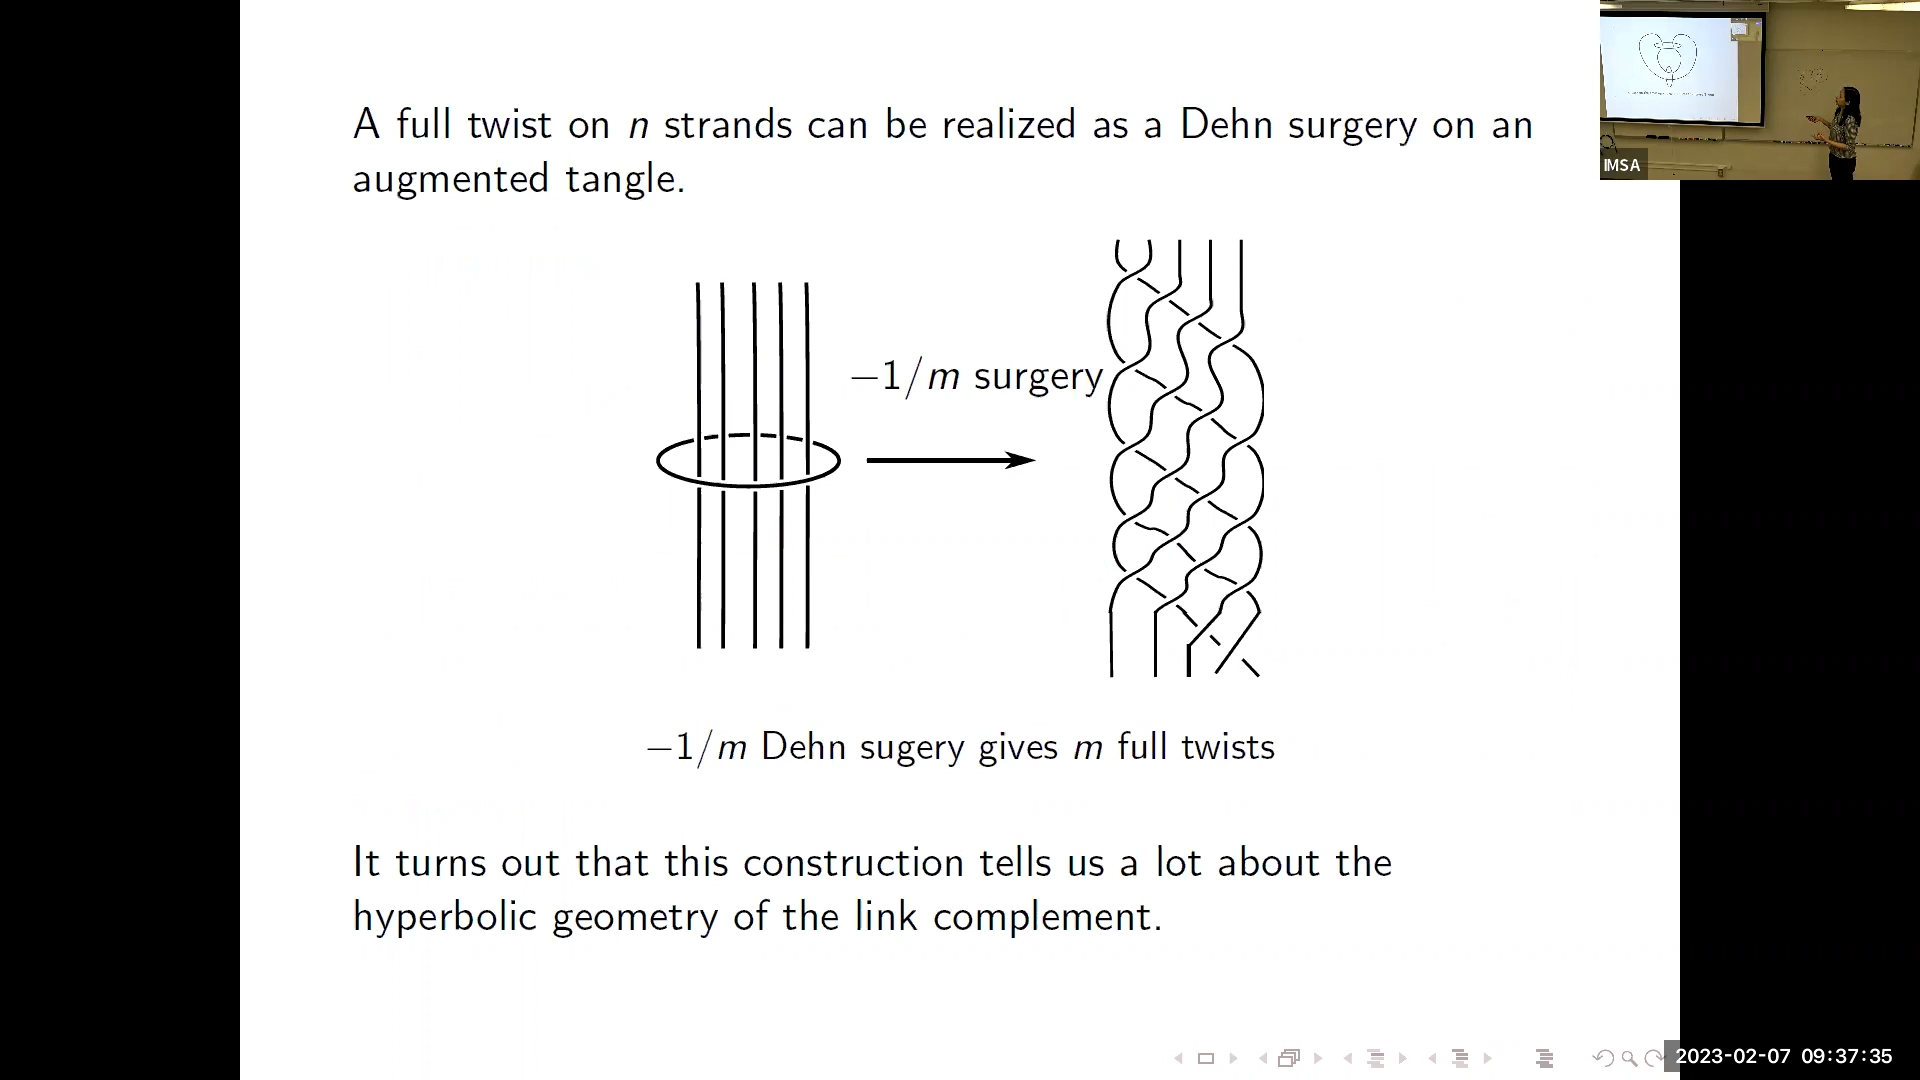 A full twist on n strands can be realized as a Dehn surgery on an
augmented tangle.
−1/m surgery
−1/m Dehn sugery gives m full twists
It turns out that this construction tells us a lot about the
hyperbolic geometry of the link complement.
IMSA
2023-02-07 09:37:35